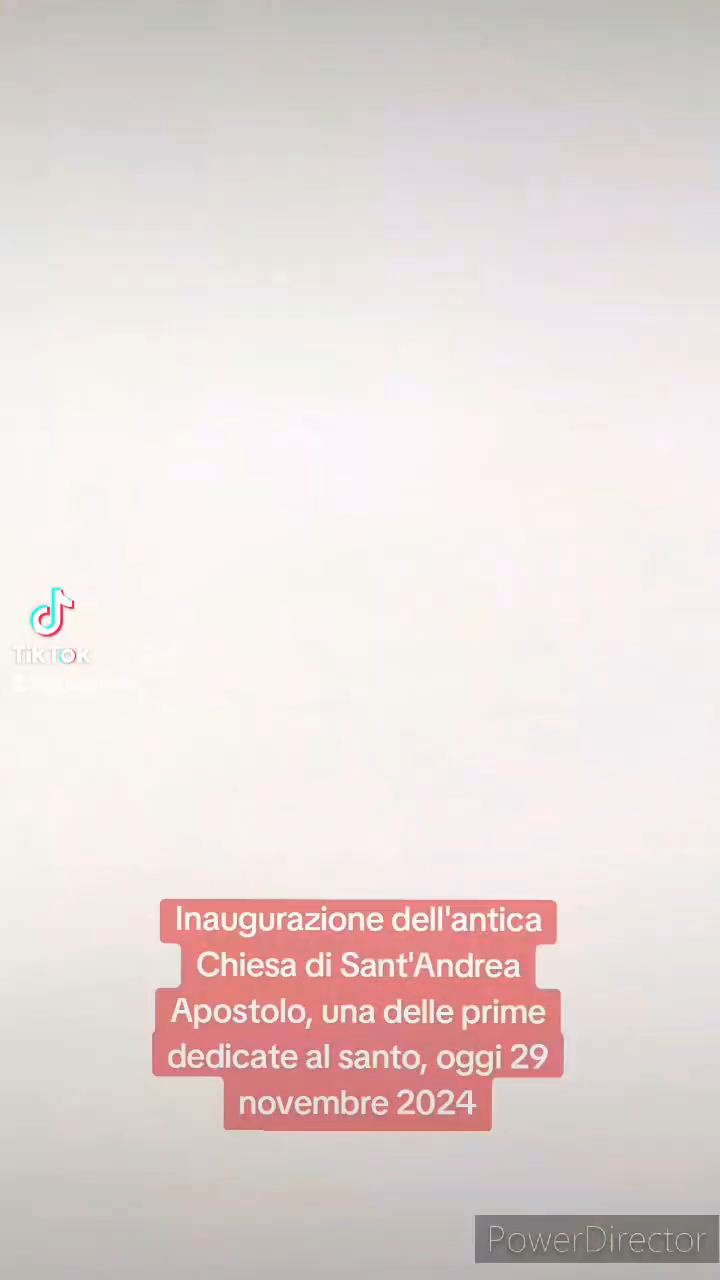 TikTok
Inaugurazione dell'antica
Chiesa di Sant'Andrea
Apostolo, una delle prime
dedicate al santo, oggi 29
novembre 2024
PowerDirector